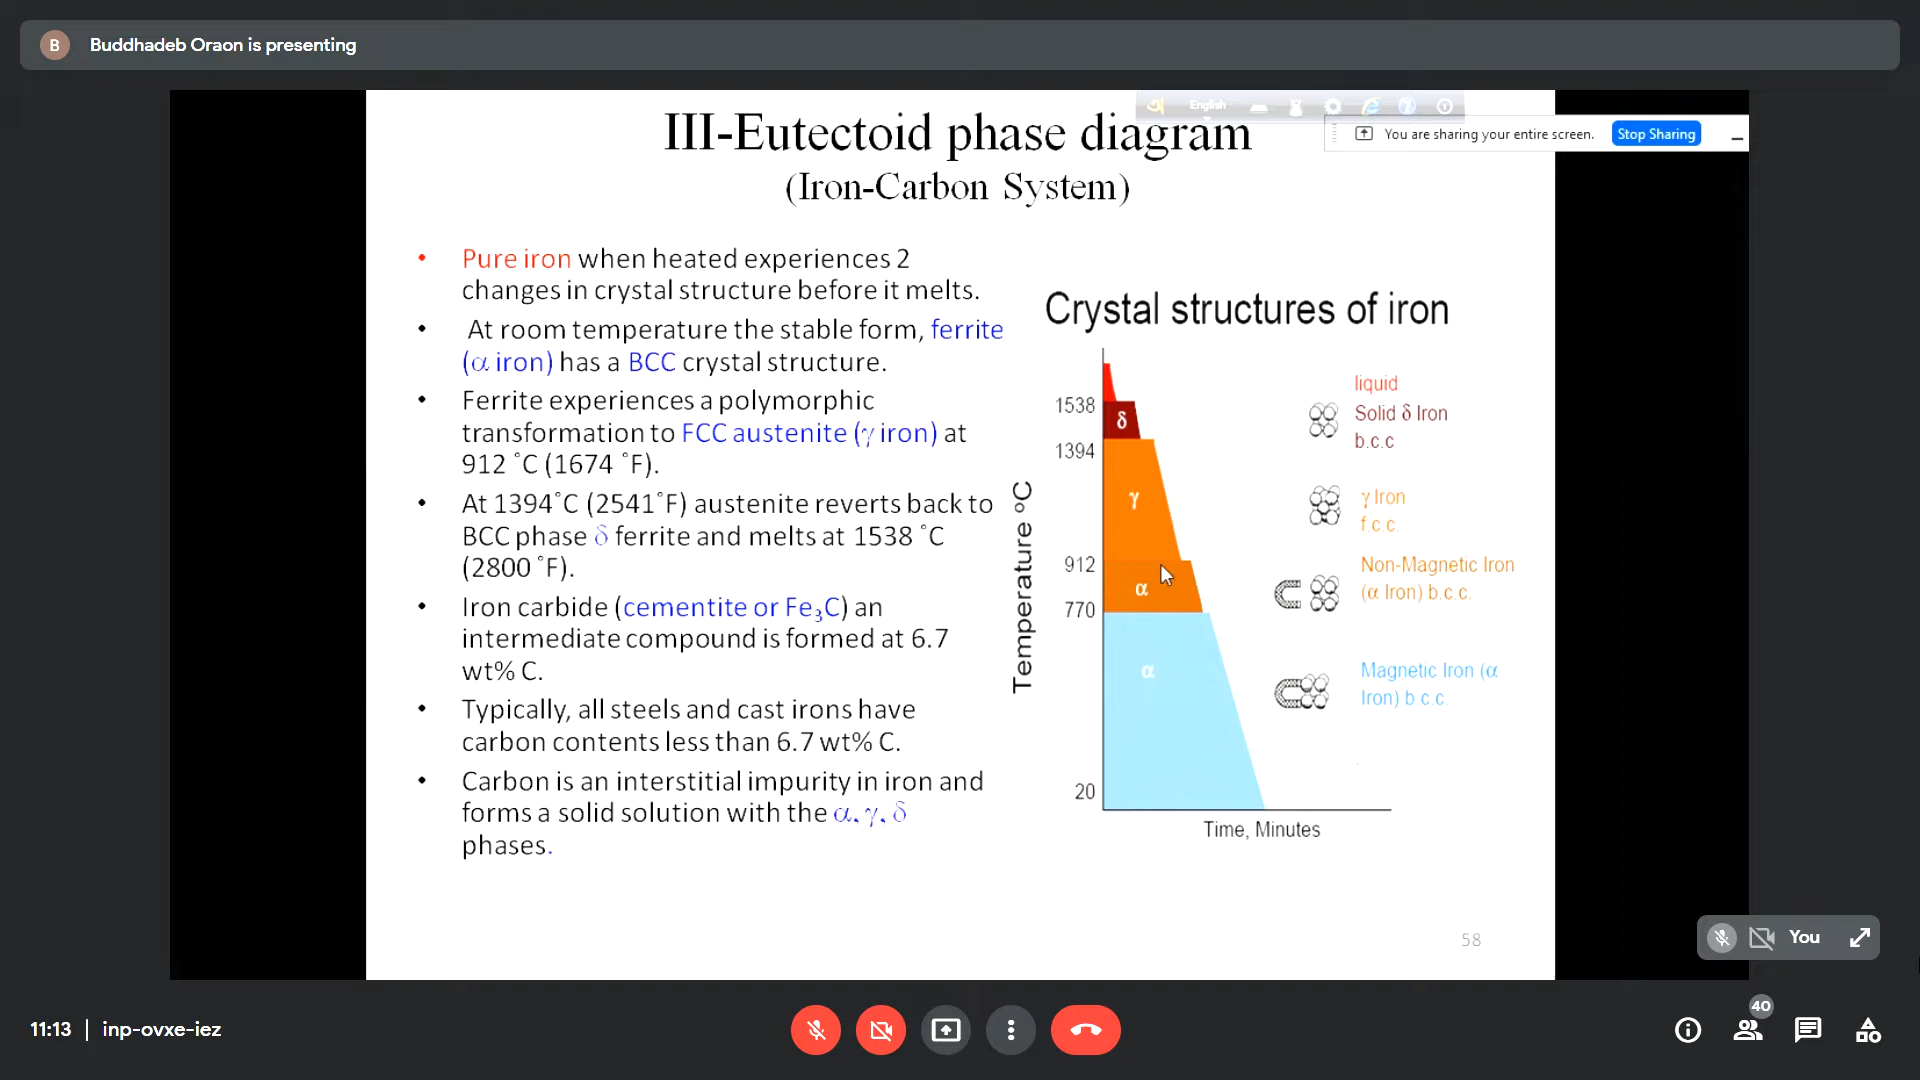 B Buddhadeb Oraon is presenting
English
You are sharing your entire screen. Stop Sharing
III-Eutectoid phase diagram
(Iron-Carbon System)
• Pure iron when heated experiences 2
changes in crystal structure before it melts.
• At room temperature the stable form, ferrite
(α iron) has a BCC crystal structure.
• Ferrite experiences a polymorphic
transformation to FCC austenite (γ iron) at
912 ˚C (1674 ˚F).
• At 1394˚C (2541˚F) austenite reverts back to
BCC phase δ ferrite and melts at 1538 ˚C
(2800 ˚F).
• Iron carbide (cementite or Fe₃C) an
intermediate compound is formed at 6.7
wt% C.
• Typically, all steels and cast irons have
carbon contents less than 6.7 wt% C.
• Carbon is an interstitial impurity in iron and
forms a solid solution with the α, γ, δ
phases.
Crystal structures of iron
Temperature ºC
1538
1394
912
770
20
δ
γ
α
α
liquid
Solid δ Iron
b.c.c
γ Iron
f.c.c
Non-Magnetic Iron
(α Iron) b.c.c.
Magnetic Iron (α
Iron) b c.c
Time, Minutes
58
You
11:13 | inp-ovxe-iez
40